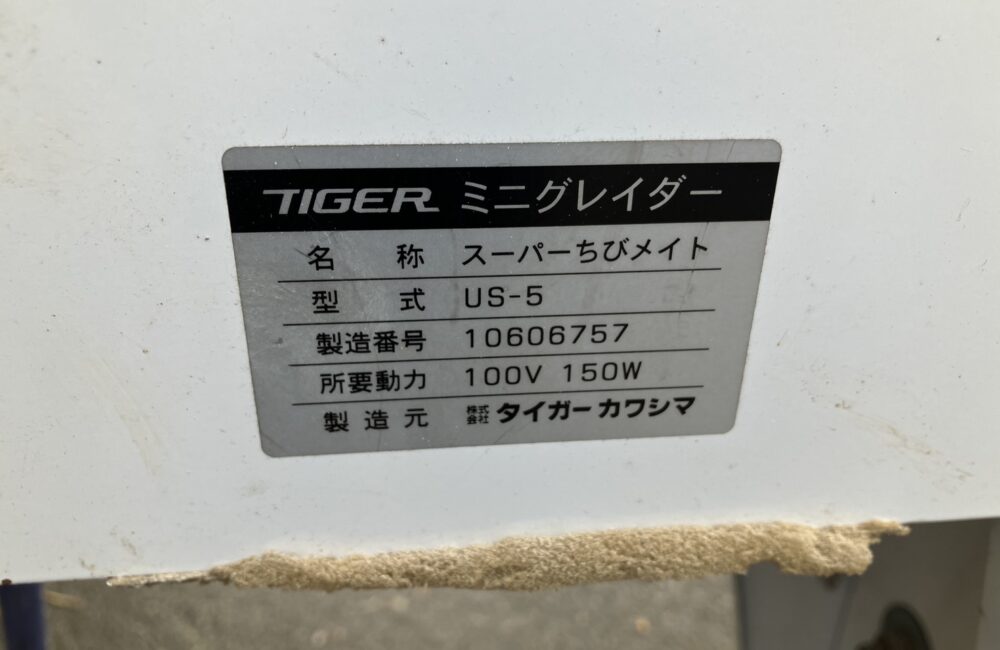 TIGER ミニグレイダー
名称 スーパーちびメイト
型式 US-5
製造番号 10606757
所要動力 100V 150W
製造元 株式会社 タイガーカワシマ